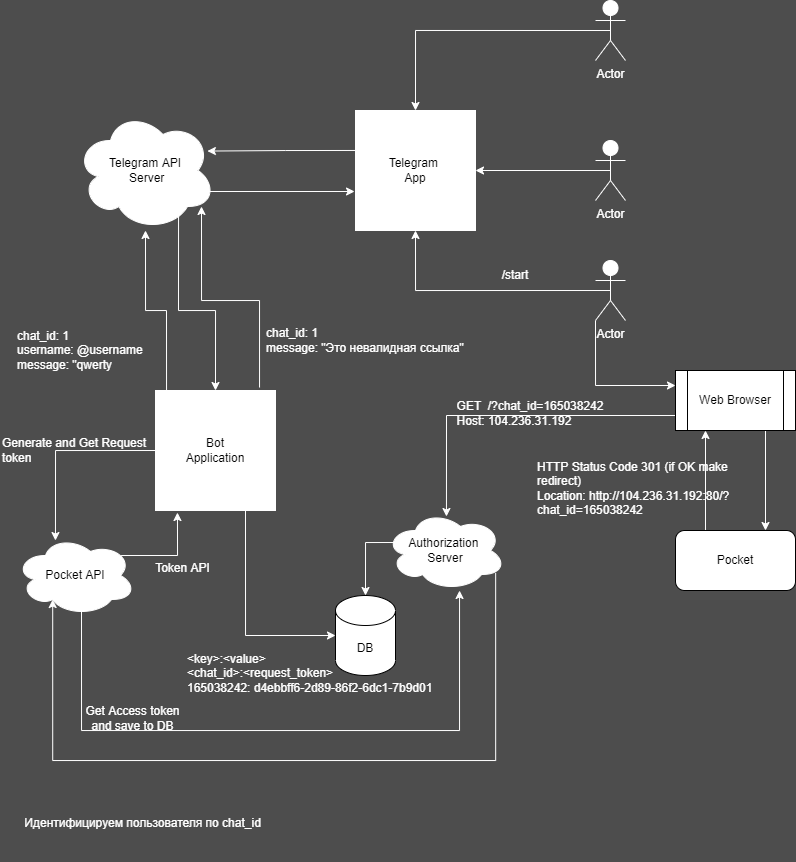 Actor
Telegram API
Server
Telegram
App
Actor
/start
Actor
chat_id: 1
username: @username
message: "qwerty
chat_id: 1
message: "Это невалидная ссылка"
Web Browser
GET /?chat_id=165038242
Host: 104.236.31.192
Generate and Get Request
token
Bot
Application
HTTP Status Code 301 (if OK make
redirect)
Location: http://104.236.31.192:80/?
chat_id=165038242
Authorization
Server
Pocket
Pocket API
Token API
DB
<key>:<value>
<chat_id>:<request_token>
165038242: d4ebbff6-2d89-86f2-6dc1-7b9d01
Get Access token
and save to DB
Идентифицируем пользователя по chat_id